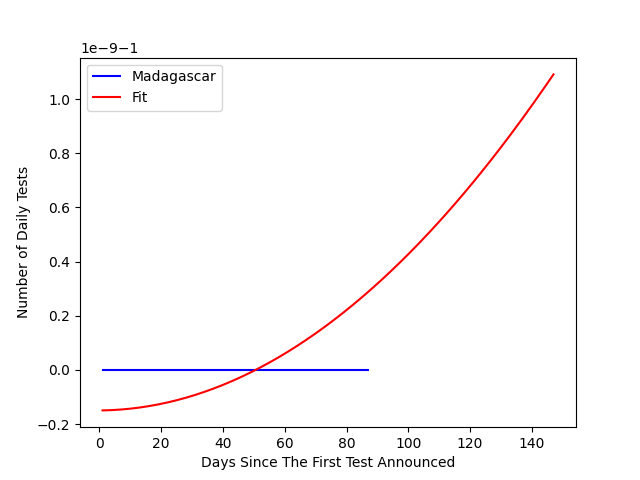 1e−9−1
Madagascar
Fit
1.0
0.8
0.6
0.4
0.2
0.0
−0.2
Number of Daily Tests
0 20 40 60 80 100 120 140
Days Since The First Test Announced